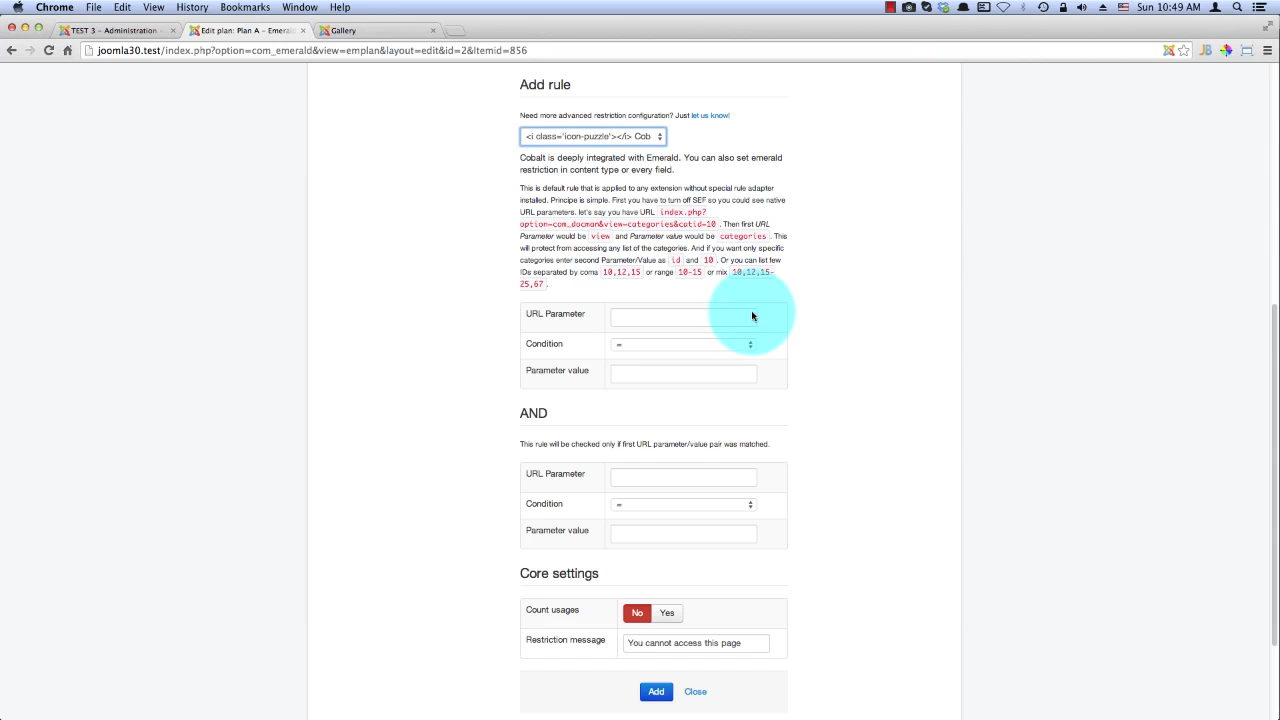 Chrome File Edit View History Bookmarks Window Help Sun 10:49 AM
TEST 3 – Administration – Edit plan: Plan A – Emerald Gallery
joomla30.test/index.php?option=com_emerald&view=emplan&layout=edit&id=2&Itemid=856
Add rule
Need more advanced restriction configuration? Just let us know!
<i class='icon-puzzle'></i> Cob
Cobalt is deeply integrated with Emerald. You can also set emerald
restriction in content type or every field.
This is default rule that is applied to any extension without special rule adapter
installed. Principe is simple. First you have to turn off SEF so you could see native
URL parameters. let's say you have URL index.php?
option=com_docman&view=categories&catid=10 . Then first URL
Parameter would be view and Parameter value would be categories . This
will protect from accessing any list of the categories. And if you want only specific
categories enter second Parameter/Value as id and 10 . Or you can list few
IDs separated by coma 10,12,15 or range 10-15 or mix 10,12,15-
25,67 .
URL Parameter
Condition =
Parameter value
AND
This rule will be checked only if first URL parameter/value pair was matched.
URL Parameter
Condition =
Parameter value
Core settings
Count usages No Yes
Restriction message You cannot access this page
Add Close